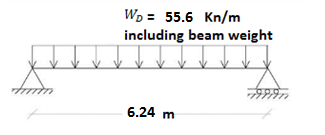 W_D = 55.6 Kn/m
including beam weight
6.24 m